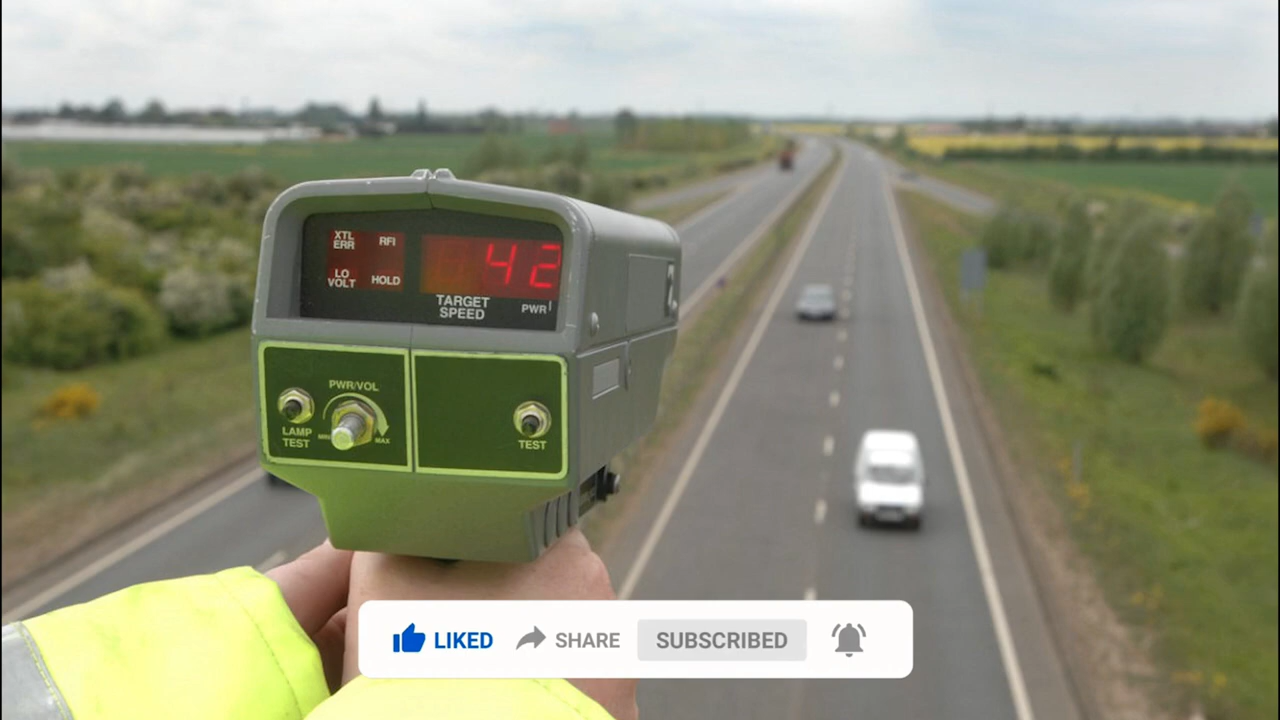 XTL
ERR
RFI
LO
VOLT
HOLD
42
TARGET
SPEED
PWR
PWR/VOL
LAMP
TEST
MAX
TEST
LIKED
SHARE
SUBSCRIBED